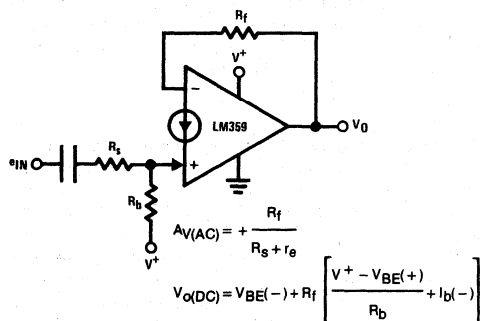 Rf
V+
−
LM359
VO
eIN
Rs
+
Rb
V+
AV(AC) = + Rf / (Rs + re)
Vo(DC) = VBE(−) + Rf [ (V+ − VBE(+)) / Rb + Ib(−) ]